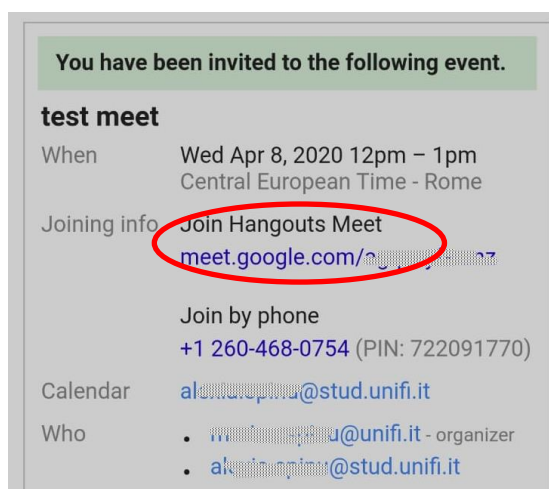 You have been invited to the following event.
test meet
When Wed Apr 8, 2020 12pm – 1pm
Central European Time - Rome
Joining info Join Hangouts Meet
meet.google.com/
Join by phone
+1 260-468-0754 (PIN: 722091770)
Calendar @stud.unifi.it
Who • @unifi.it - organizer
• @stud.unifi.it